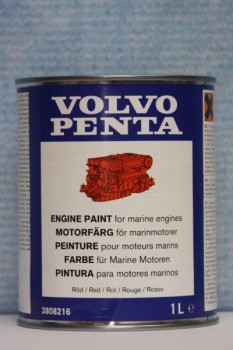 VOLVO
PENTA
ENGINE PAINT for marine engines
MOTORFÄRG för marinmotorer
PEINTURE pour moteurs marins
FARBE für Marine Motoren
PINTURA para motores marinos
Röd / Red / Rot / Rouge / Roseo
3808216 1L e